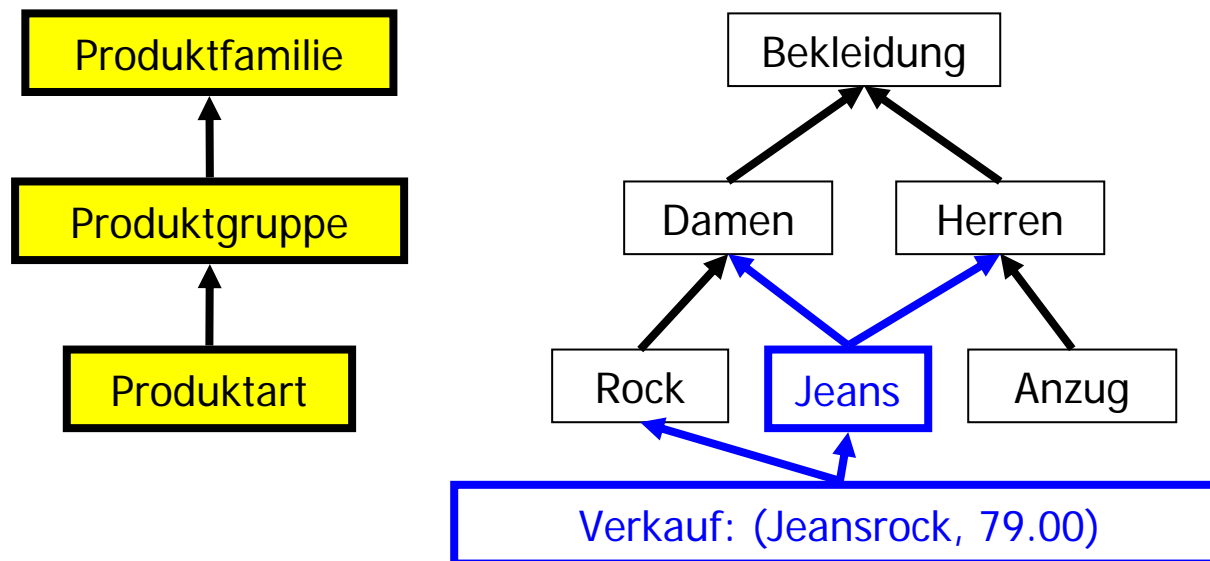 Produktfamilie
Produktgruppe
Produktart
Bekleidung
Damen
Herren
Rock
Jeans
Anzug
Verkauf: (Jeansrock, 79.00)